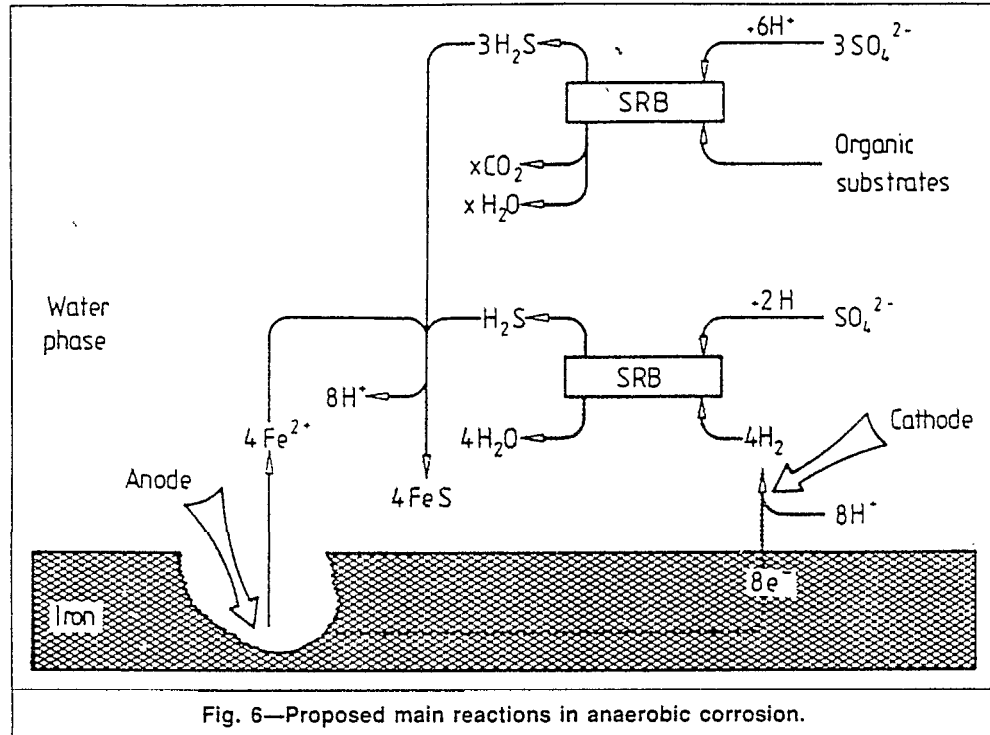 3H₂S
+6H⁺
3SO₄²⁻
SRB
xCO₂
xH₂O
Organic
substrates
Water
phase
H₂S
+2H
SO₄²⁻
SRB
8H⁺
4Fe²⁺
4H₂O
4H₂
Cathode
Anode
4FeS
8H⁺
Iron
8e⁻
Fig. 6—Proposed main reactions in anaerobic corrosion.